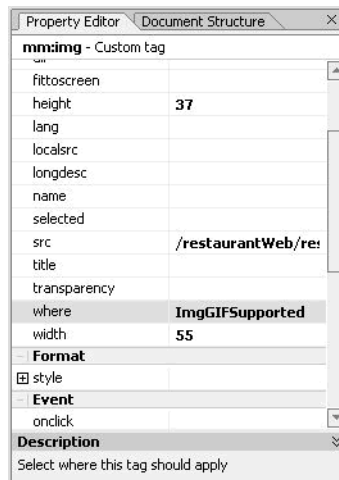 Property Editor Document Structure
mm:img - Custom tag
dir
fittoscreen
height 37
lang
localsrc
longdesc
name
selected
src /restaurantWeb/res
title
transparency
where ImgGIFSupported
width 55
Format
style
Event
onclick
Description
Select where this tag should apply